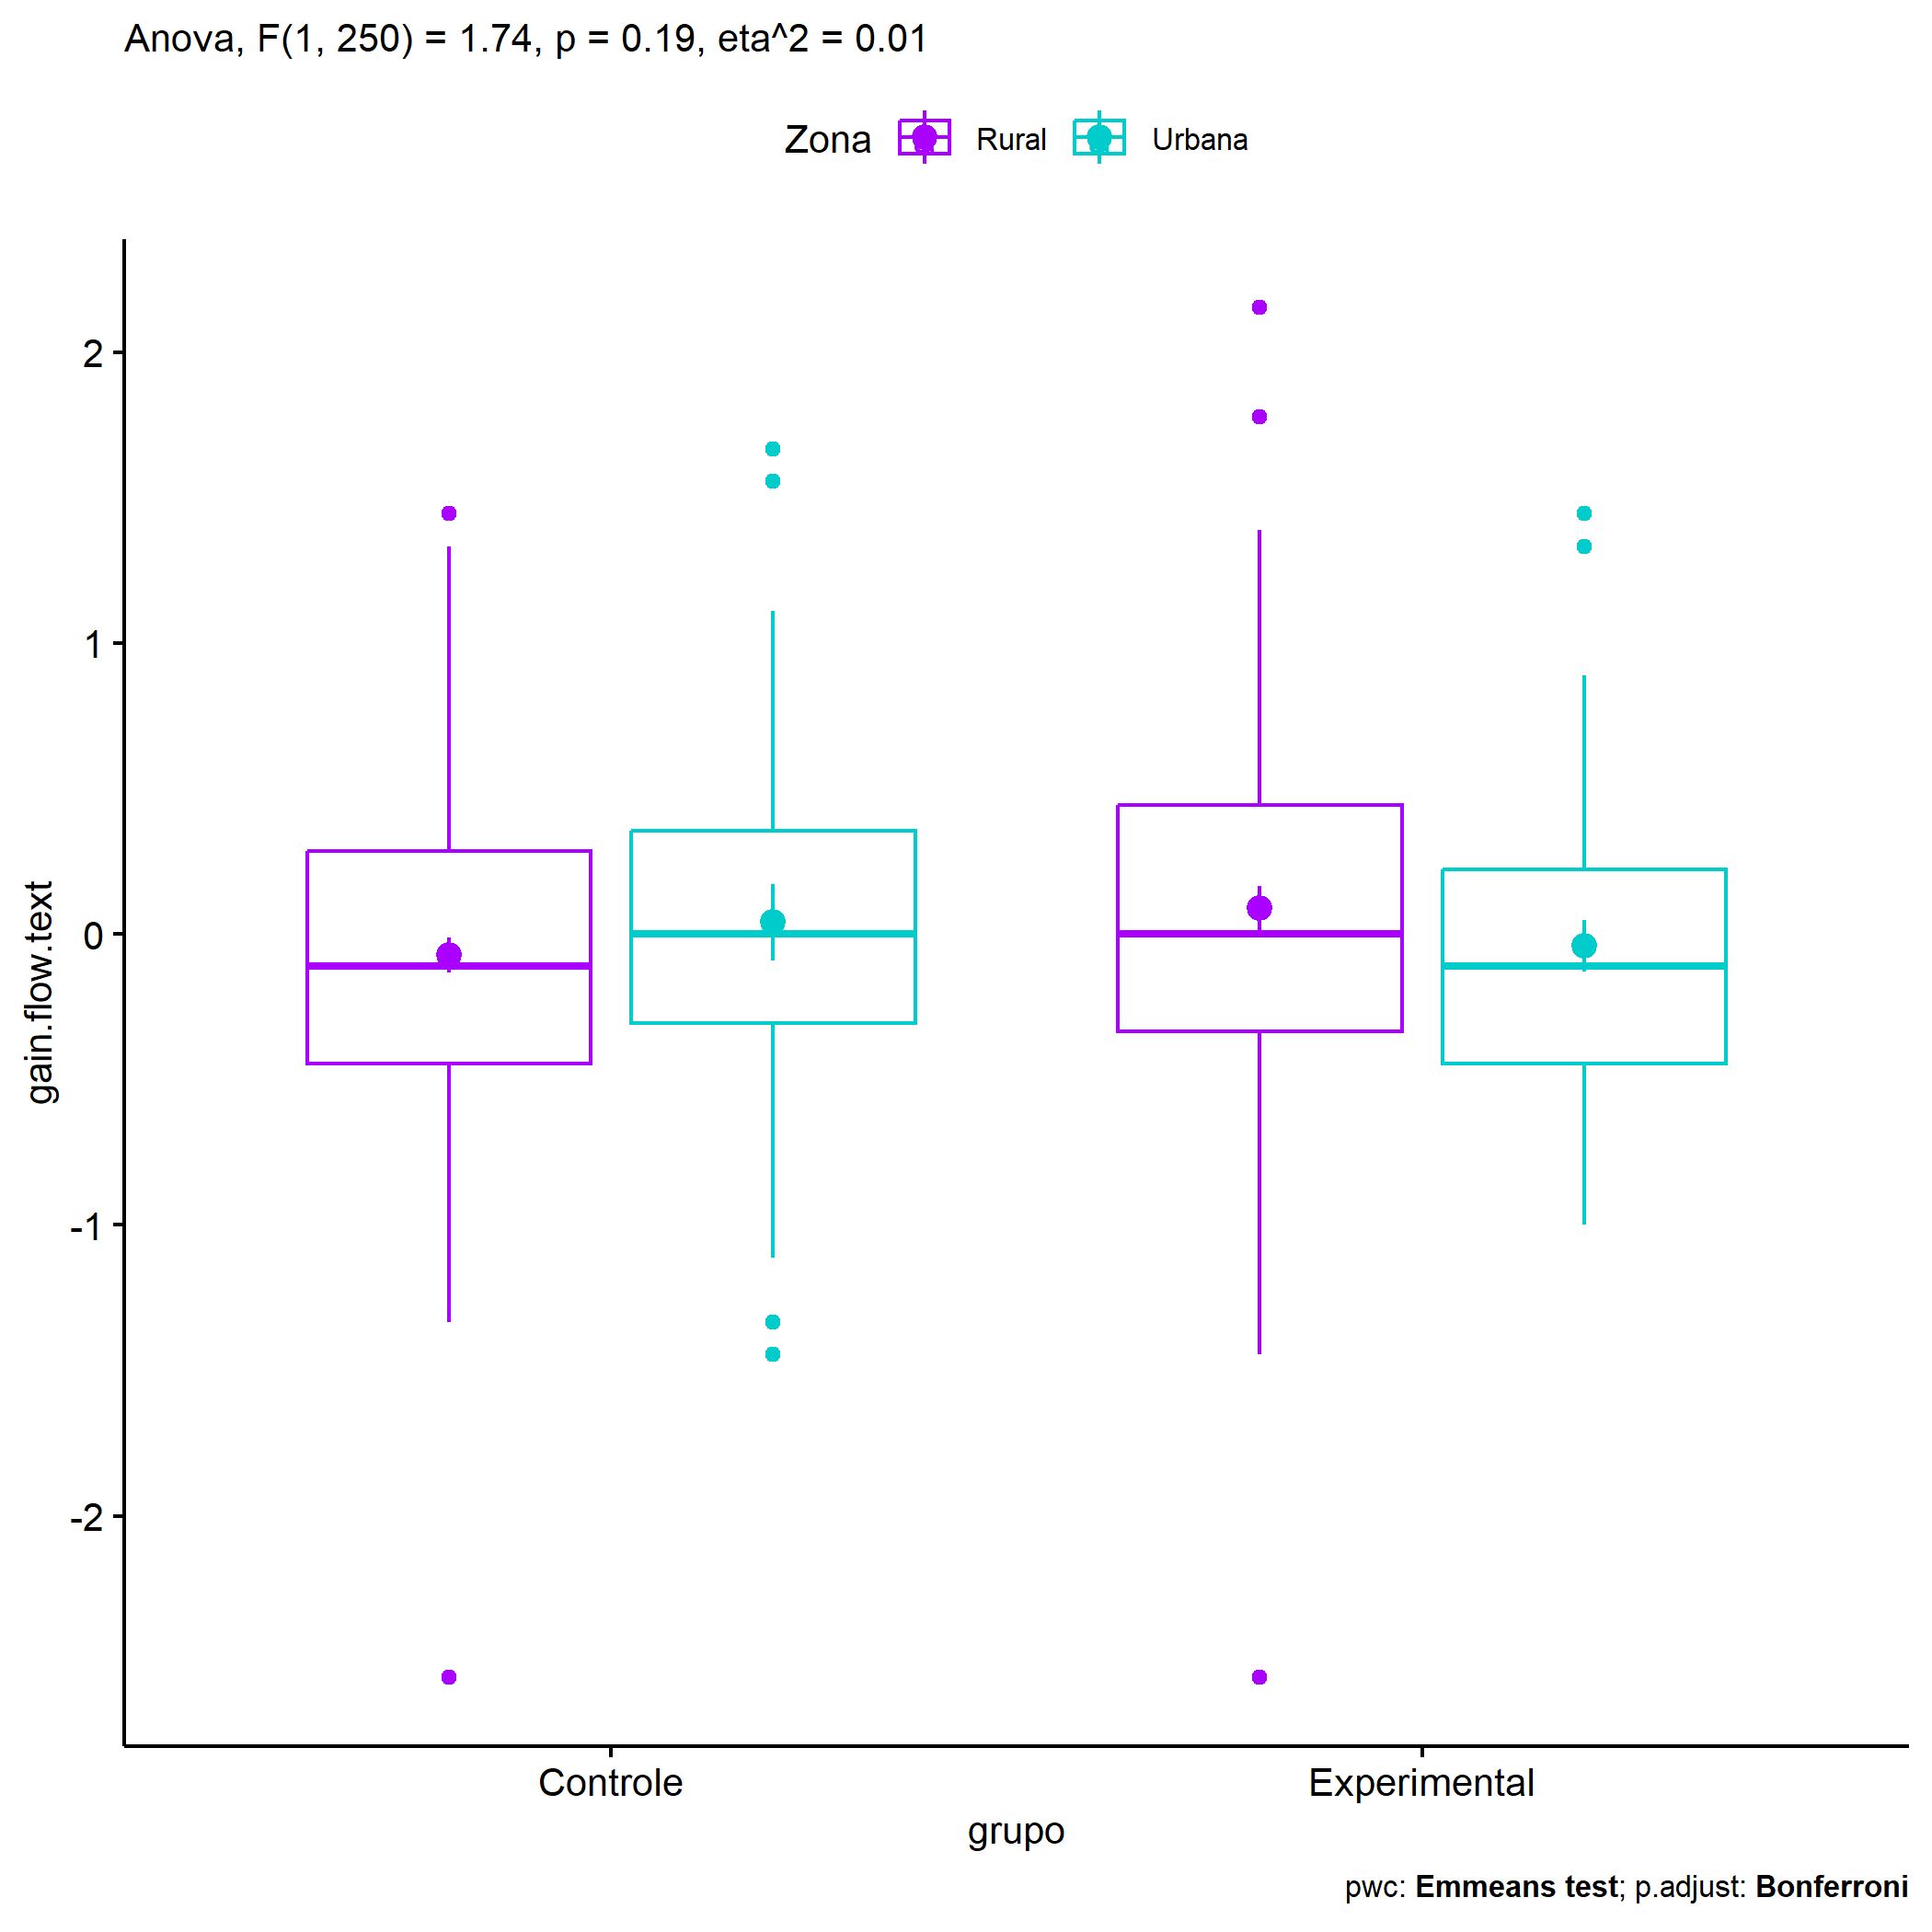 Anova, F(1, 250) = 1.74, p = 0.19, eta^2 = 0.01
Zona Rural Urbana
2
1
0
-1
-2
gain.flow.text
Controle Experimental
grupo
pwc: Emmeans test; p.adjust: Bonferroni